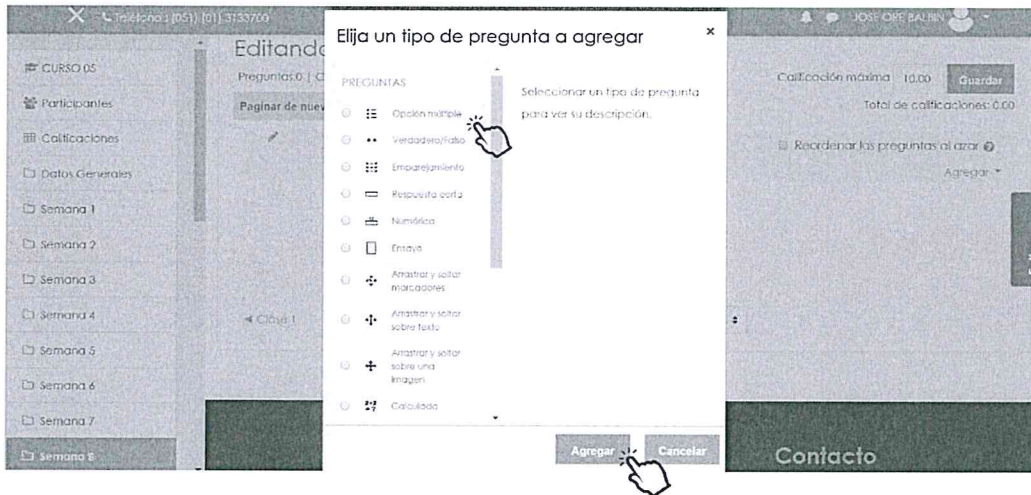 Teléfono : (051) (01) 3133700
JOSE ORE BALBIN
CURSO 05
Participantes
Calificaciones
Datos Generales
Semana 1
Semana 2
Semana 3
Semana 4
Semana 5
Semana 6
Semana 7
Semana 8
Editando
Preguntas 0 | C
Paginar de nuev
Clase 1
Elija un tipo de pregunta a agregar
×
PREGUNTAS
Opción múltiple
Verdadero/Falso
Emparejamiento
Respuesta corta
Numérica
Ensayo
Arrastrar y soltar
marcadores
Arrastrar y soltar
sobre texto
Arrastrar y soltar
sobre una
imagen
Calculada
Seleccionar un tipo de pregunta
para ver su descripción.
Agregar
Cancelar
Calificación máxima 10.00 Guardar
Total de calificaciones: 0.00
Reordenar las preguntas al azar
Agregar
Contacto